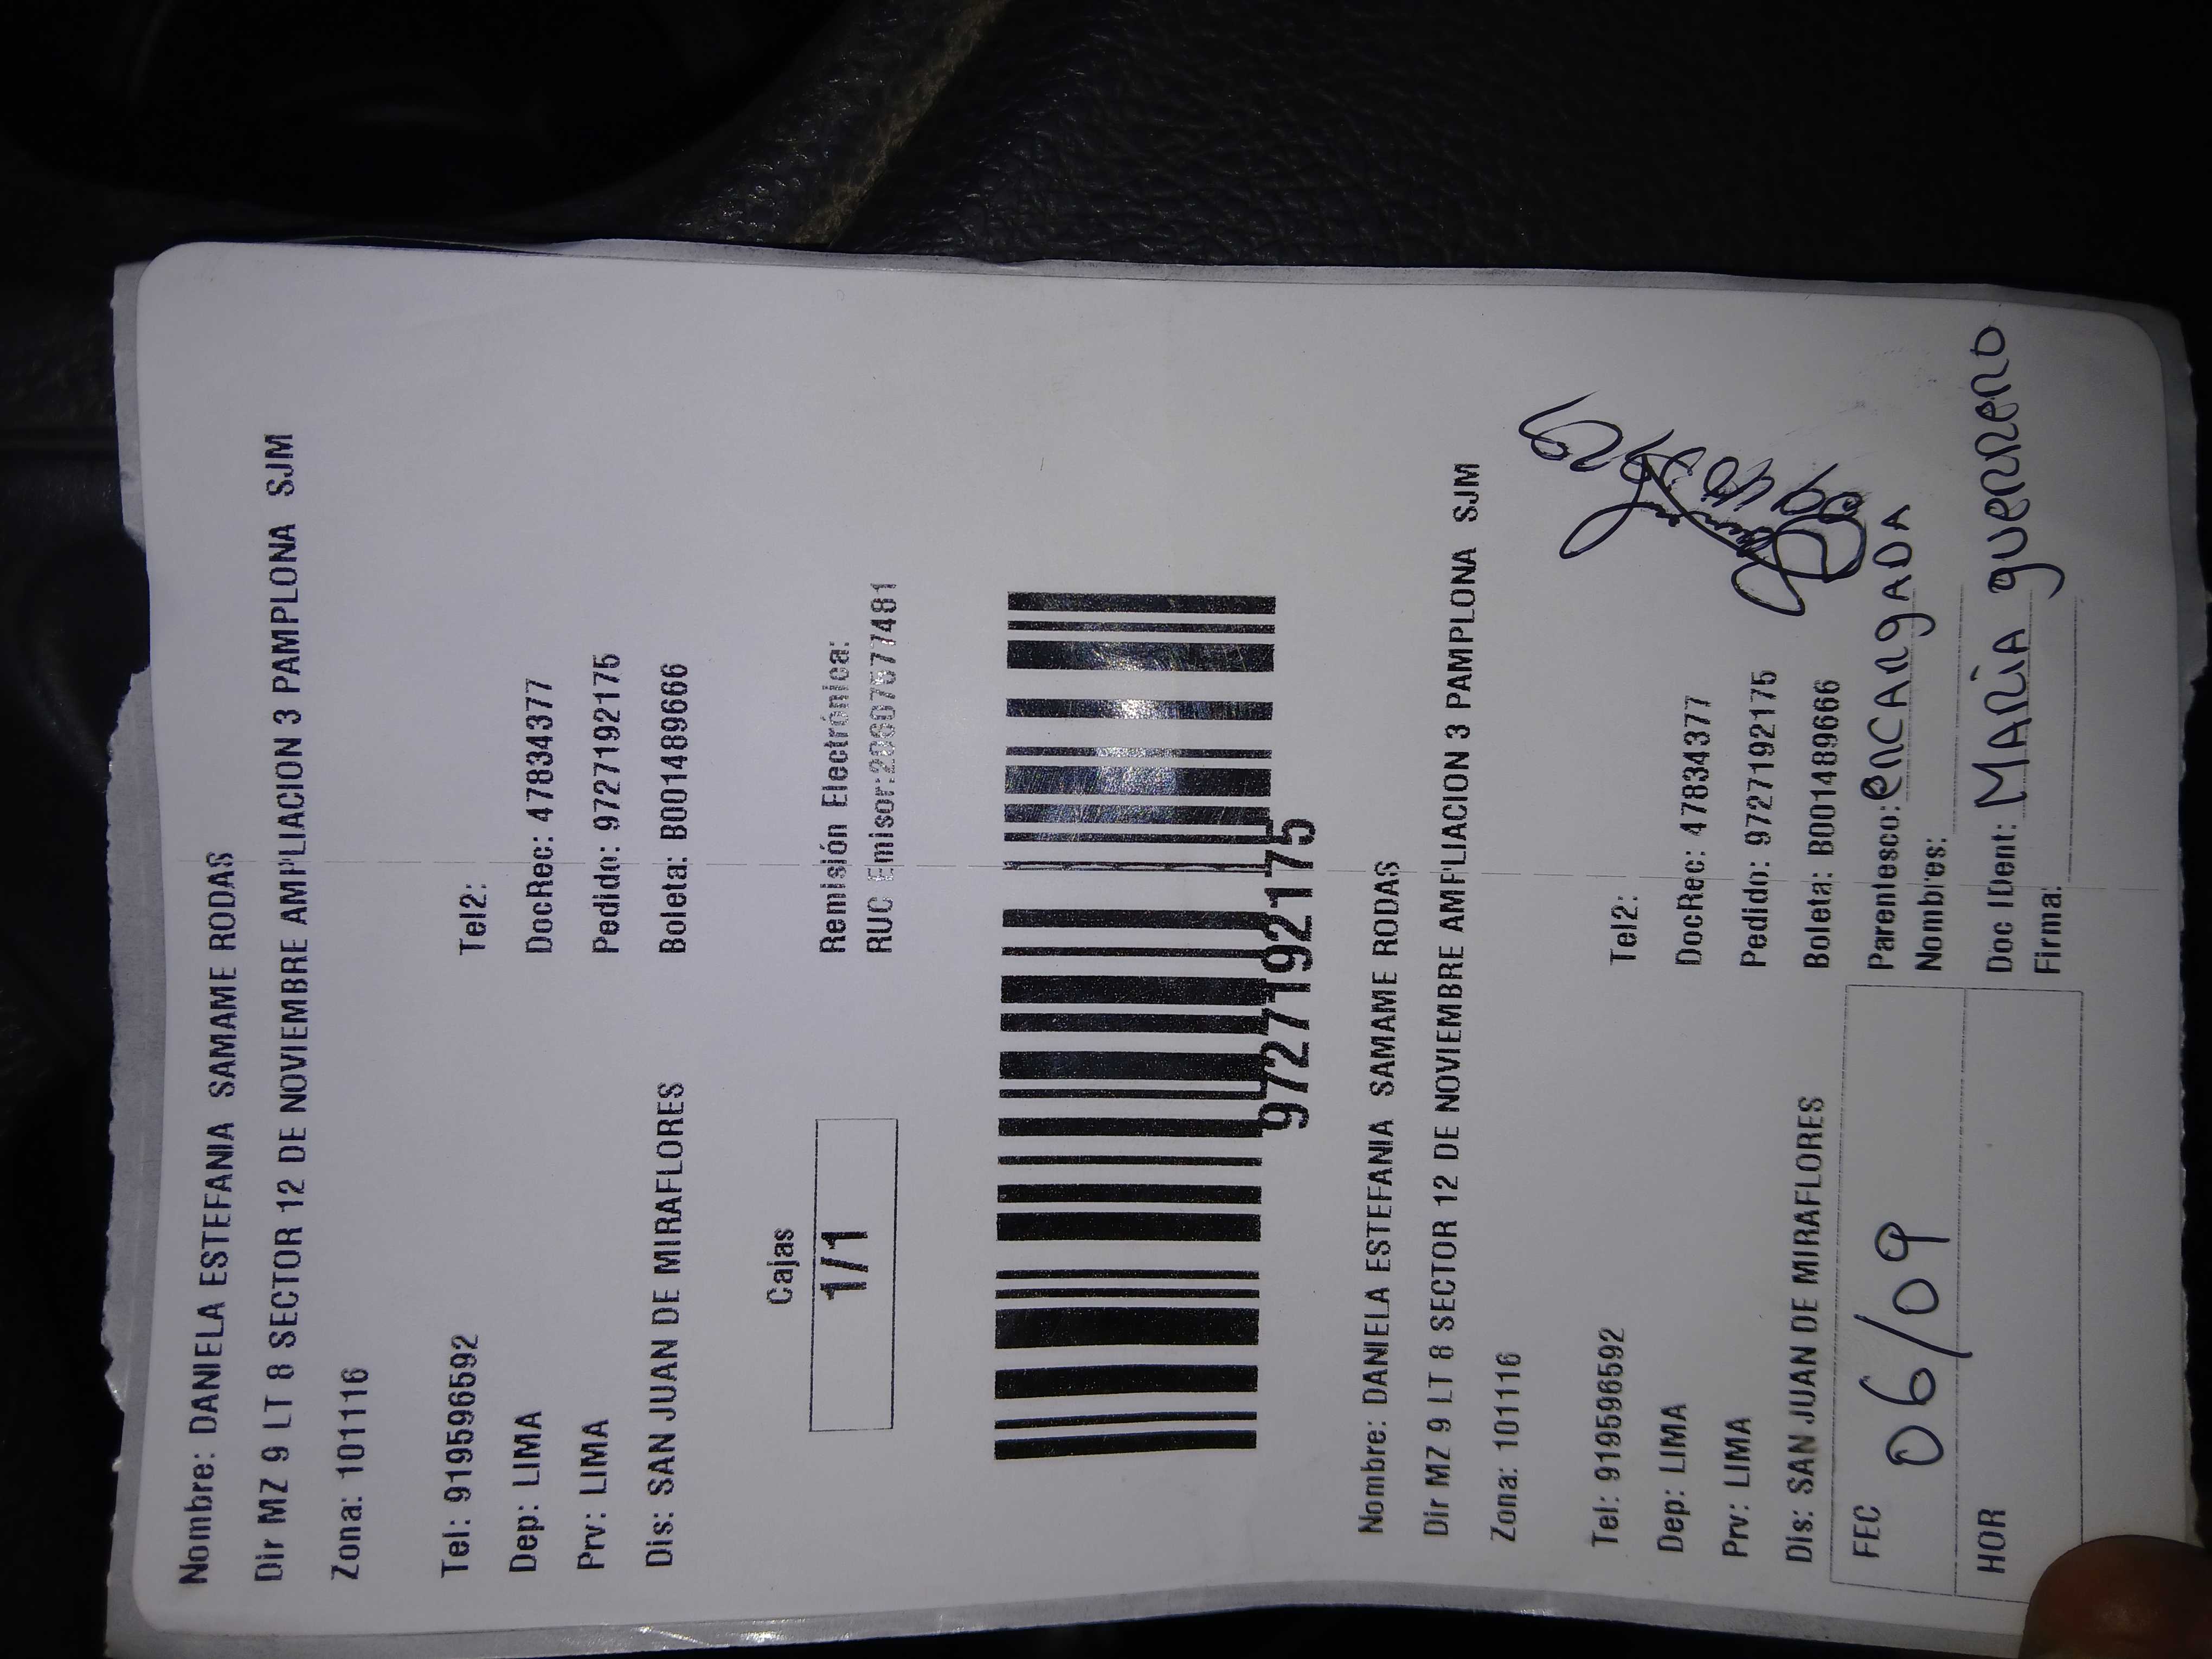 Nombre: DANIELA ESTEFANIA SAMAME RODAS
Dir MZ 9 LT 8 SECTOR 12 DE NOVIEMBRE AMPLIACION 3 PAMPLONA SJM
Zona: 101116
Tel: 919596592 Tel2:
Dep: LIMA DocRec: 47834377
Prv: LIMA Pedido: 9727192175
Dis: SAN JUAN DE MIRAFLORES Boleta: B001489666
Cajas
1/1
Remisión Electrónica:
RUC Emisor:20607577481
9727192175
Nombre: DANIELA ESTEFANIA SAMAME RODAS
Dir MZ 9 LT 8 SECTOR 12 DE NOVIEMBRE AMPLIACION 3 PAMPLONA SJM
Zona: 101116
Tel: 919596592 Tel2:
Dep: LIMA DocRec: 47834377
Prv: LIMA Pedido: 9727192175
Dis: SAN JUAN DE MIRAFLORES Boleta: B001489666
FEC 06/09 Parentesco: encargada
Nombres:
HOR Doc IDent: MARIA guerrero
Firma: